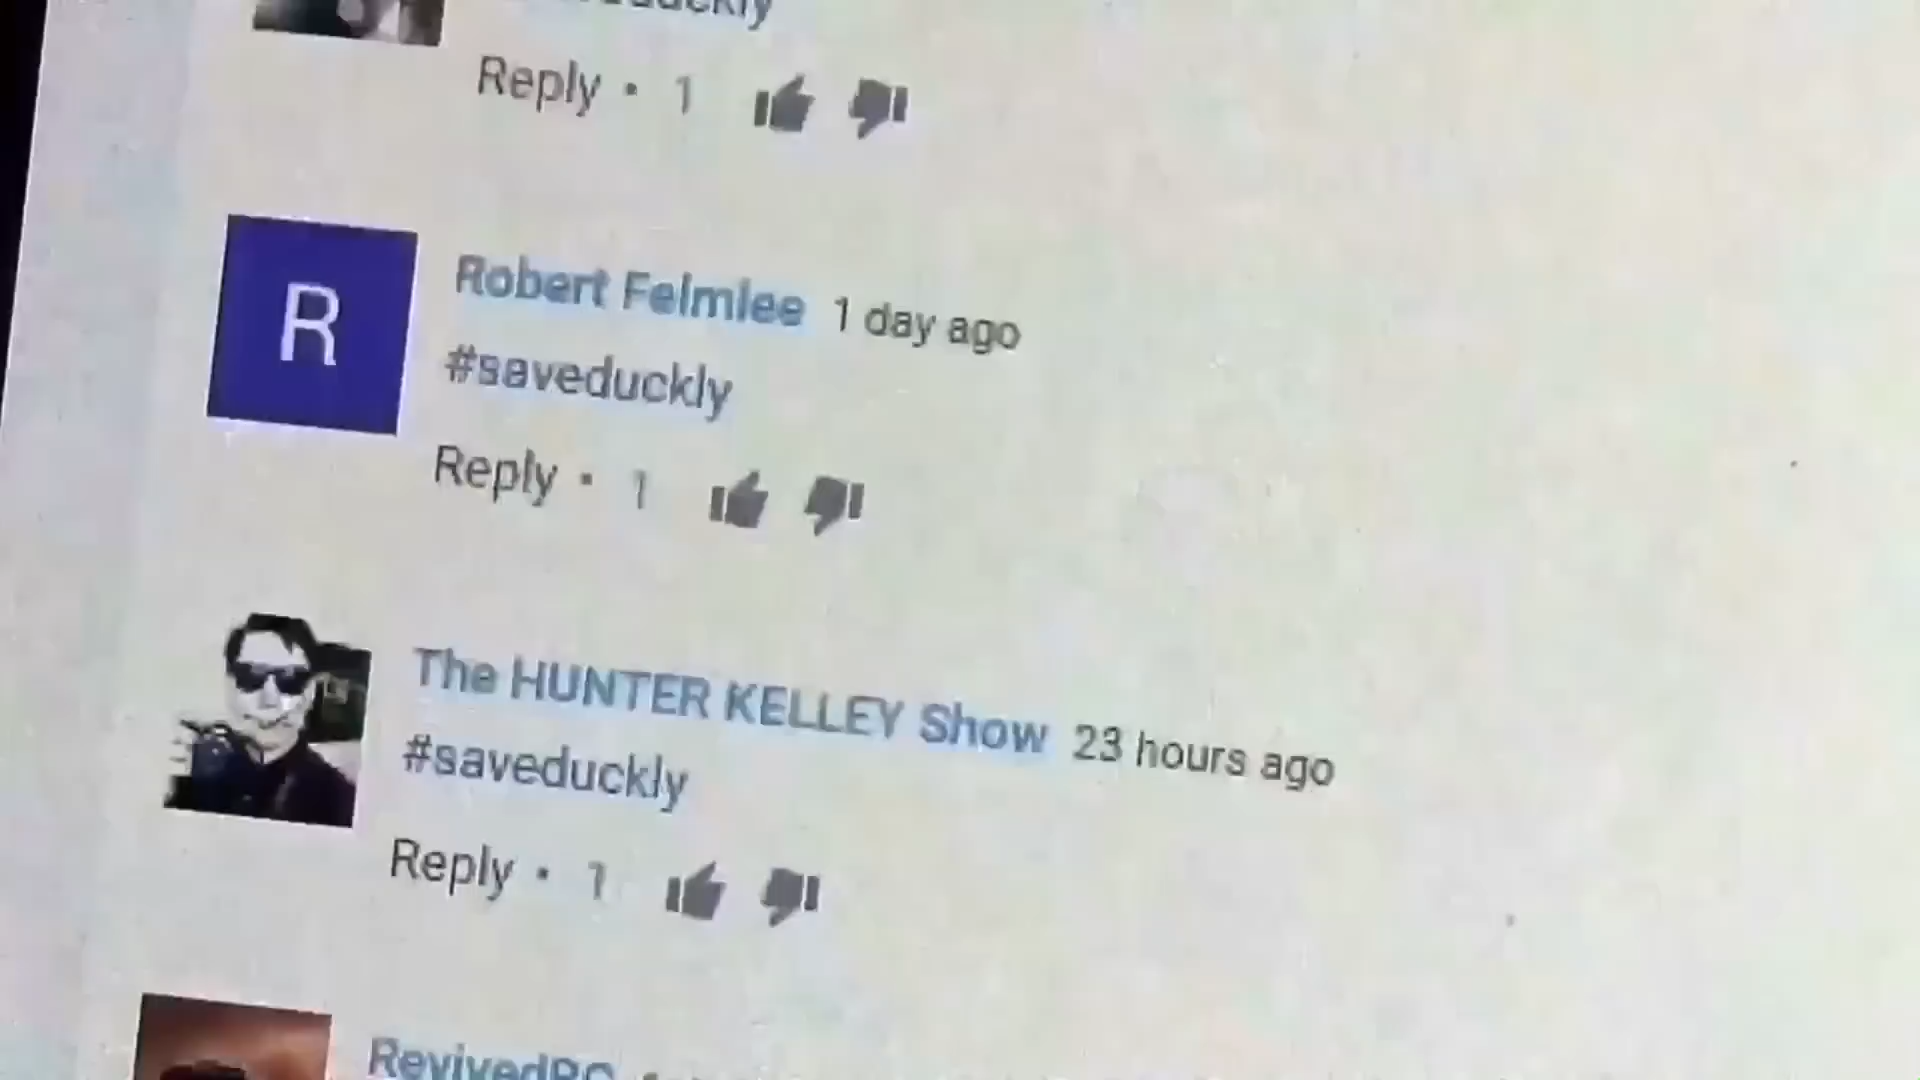 Reply • 1
R
Robert Felmlee 1 day ago
#saveduckly
Reply • 1
The HUNTER KELLEY Show 23 hours ago
#saveduckly
Reply • 1